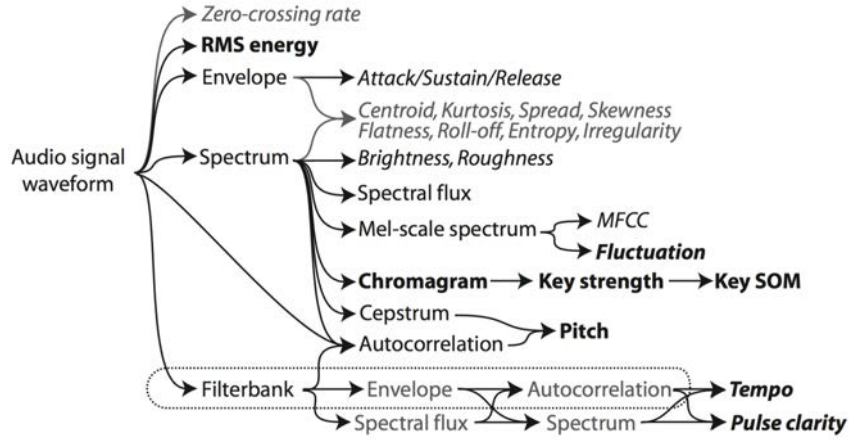 Zero-crossing rate
RMS energy
Envelope
Attack/Sustain/Release
Centroid, Kurtosis, Spread, Skewness
Flatness, Roll-off, Entropy, Irregularity
Audio signal
waveform
Spectrum
Brightness, Roughness
Spectral flux
Mel-scale spectrum
MFCC
Fluctuation
Chromagram
Key strength
Key SOM
Cepstrum
Pitch
Autocorrelation
Filterbank
Envelope
Autocorrelation
Tempo
Spectral flux
Spectrum
Pulse clarity